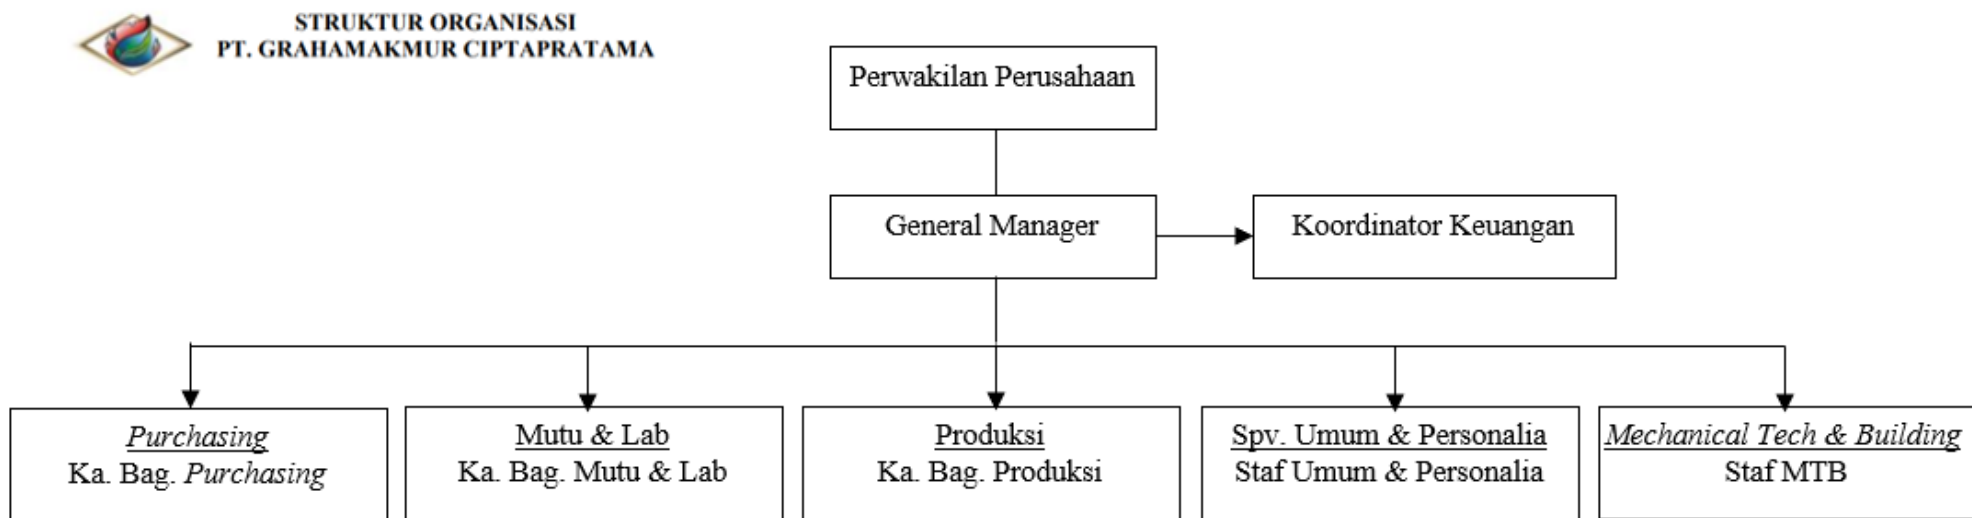 STRUKTUR ORGANISASI
PT. GRAHAMAKMUR CIPTAPRATAMA
Perwakilan Perusahaan
General Manager
Koordinator Keuangan
Purchasing
Ka. Bag. Purchasing
Mutu & Lab
Ka. Bag. Mutu & Lab
Produksi
Ka. Bag. Produksi
Spv. Umum & Personalia
Staf Umum & Personalia
Mechanical Tech & Building
Staf MTB